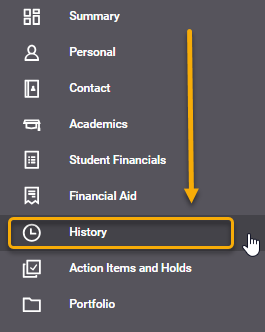 Summary
Personal
Contact
Academics
Student Financials
Financial Aid
History
Action Items and Holds
Portfolio